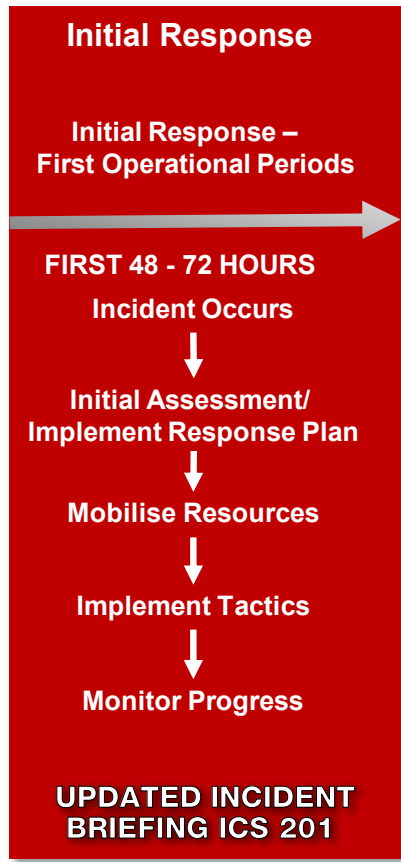 Initial Response
Initial Response –
First Operational Periods
FIRST 48 - 72 HOURS
Incident Occurs
Initial Assessment/
Implement Response Plan
Mobilise Resources
Implement Tactics
Monitor Progress
UPDATED INCIDENT
BRIEFING ICS 201